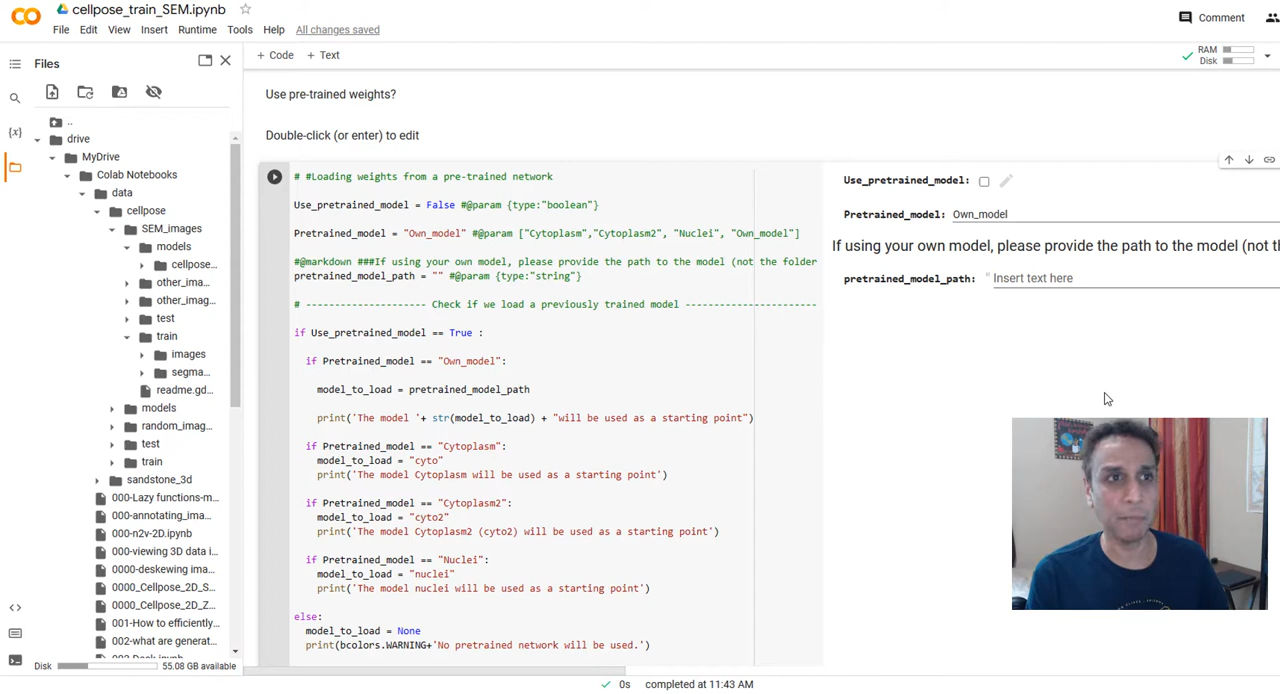 cellpose_train_SEM.ipynb
File Edit View Insert Runtime Tools Help All changes saved
Comment
Files
+ Code + Text
RAM
Disk
..
drive
MyDrive
Colab Notebooks
data
cellpose
SEM_images
models
cellpose...
other_ima...
other_imag...
test
train
images
segma...
readme.gd...
models
random_imag...
test
train
sandstone_3d
000-Lazy functions-m...
000-annotating_ima...
000-n2v-2D.ipynb
000-viewing 3D data i...
0000-deskewing imag...
0000_Cellpose_2D_S...
0000_Cellpose_2D_Z...
001-How to efficiently...
002-what are generat...
Disk 55.08 GB available
Use pre-trained weights?
Double-click (or enter) to edit
# #Loading weights from a pre-trained network
Use_pretrained_model = False #@param {type:"boolean"}
Pretrained_model = "Own_model" #@param ["Cytoplasm","Cytoplasm2", "Nuclei", "Own_model"]
#@markdown ###If using your own model, please provide the path to the model (not the folder
pretrained_model_path = "" #@param {type:"string"}
# --------------------- Check if we load a previously trained model ------------------------
if Use_pretrained_model == True :
if Pretrained_model == "Own_model":
model_to_load = pretrained_model_path
print('The model '+ str(model_to_load) + "will be used as a starting point")
if Pretrained_model == "Cytoplasm":
model_to_load = "cyto"
print('The model Cytoplasm will be used as a starting point')
if Pretrained_model == "Cytoplasm2":
model_to_load = "cyto2"
print('The model Cytoplasm2 (cyto2) will be used as a starting point')
if Pretrained_model == "Nuclei":
model_to_load = "nuclei"
print('The model nuclei will be used as a starting point')
else:
model_to_load = None
print(bcolors.WARNING+'No pretrained network will be used.')
Use_pretrained_model:
Pretrained_model: Own_model
If using your own model, please provide the path to the model (not th
pretrained_model_path: " Insert text here
0s completed at 11:43 AM